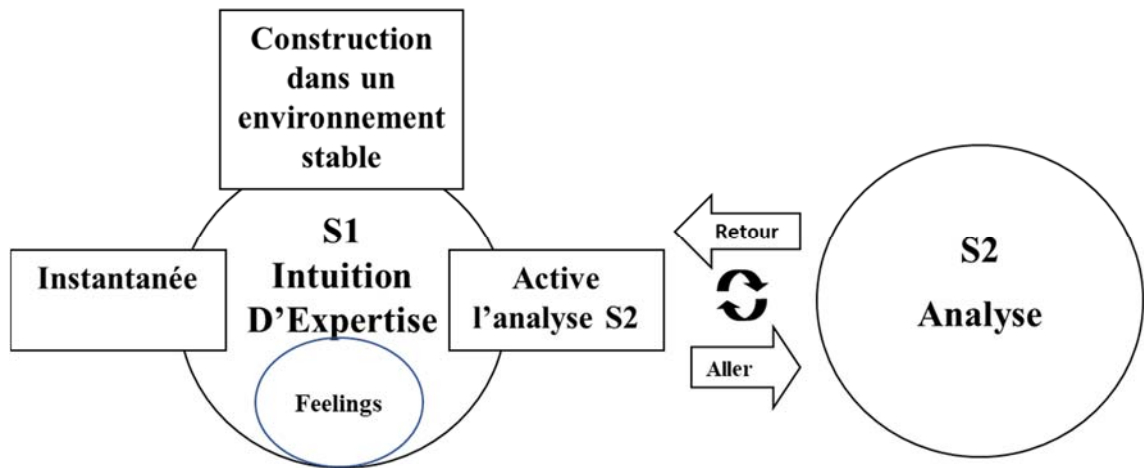 Construction
dans un
environnement
stable
S1
Intuition
D'Expertise
Instantanée
Active
l'analyse S2
Feelings
Retour
Aller
S2
Analyse